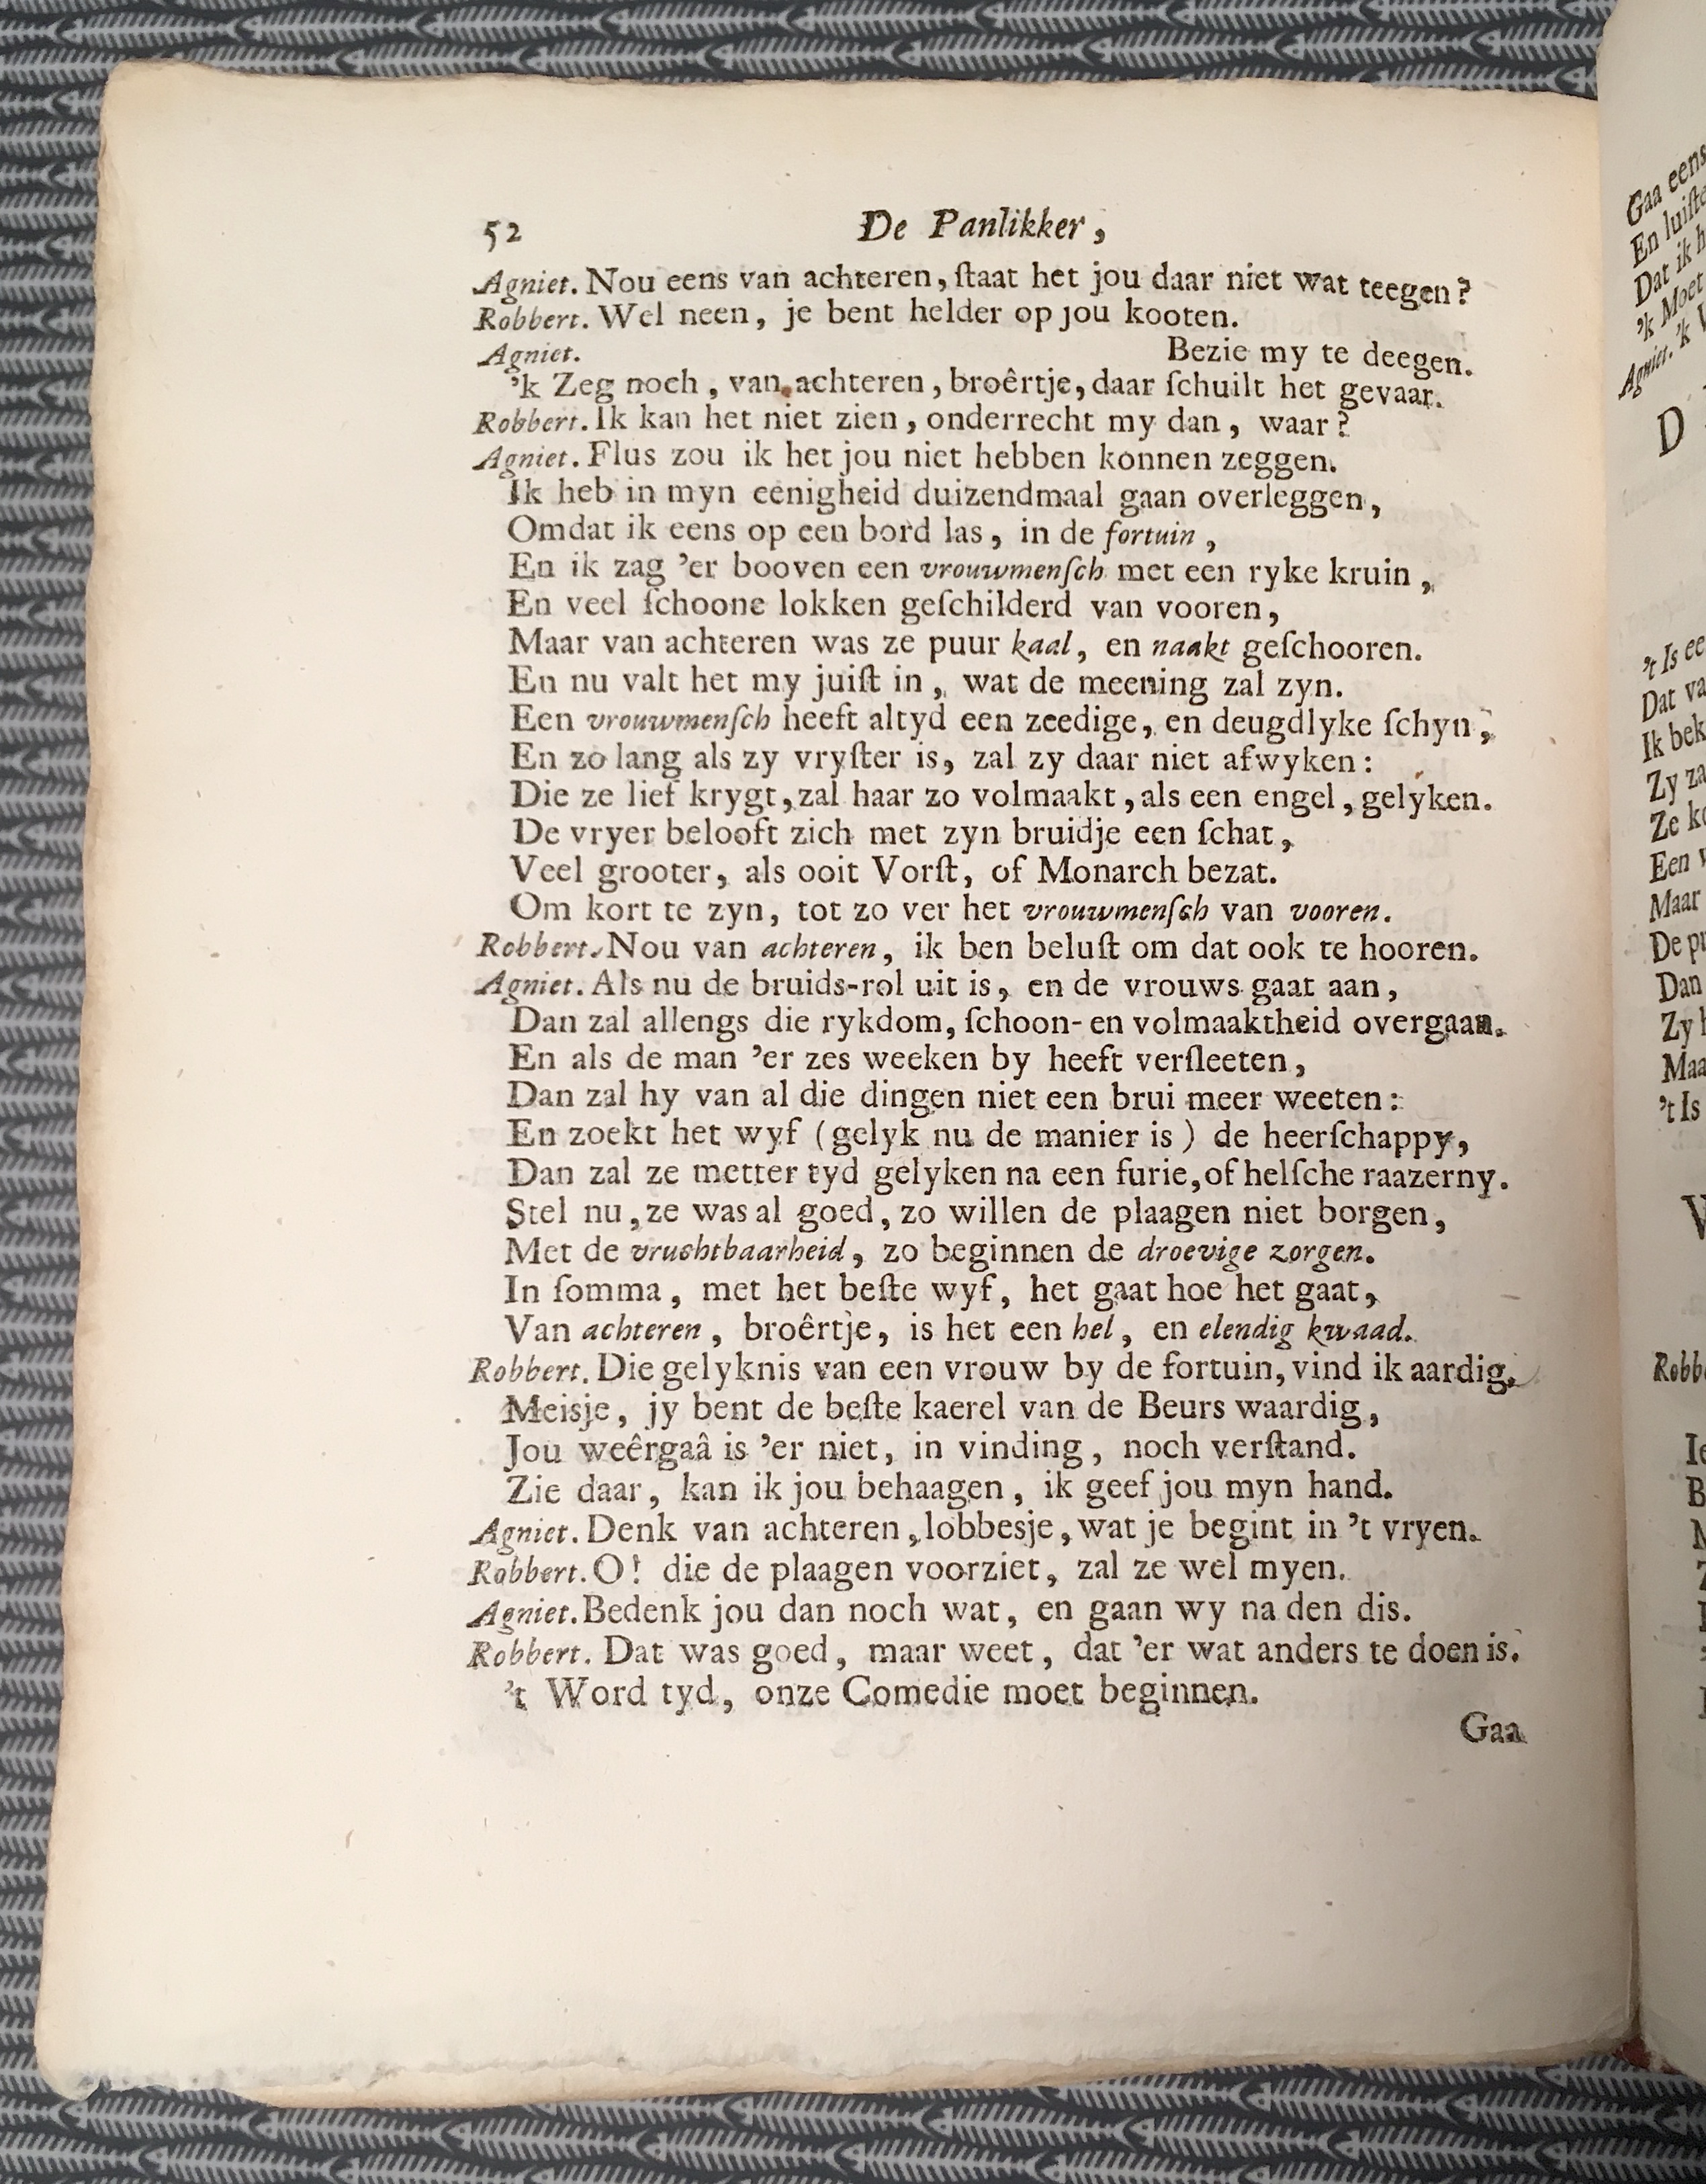 52 De Panlikker,
Agniet. Nou eens van achteren, ſtaat het jou daar niet wat teegen?
Robbert. Wel neen, je bent helder op jou kooten.
Agniet. Bezie my te deegen.
'k Zeg noch, van achteren, broêrtje, daar ſchuilt het gevaar.
Robbert. Ik kan het niet zien, onderrecht my dan, waar?
Agniet. Flus zou ik het jou niet hebben konnen zeggen.
Ik heb in myn eenigheid duizendmaal gaan overleggen,
Omdat ik eens op een bord las, in de fortuin,
En ik zag 'er booven een vrouwmenſch met een ryke kruin,
En veel ſchoone lokken geſchilderd van vooren,
Maar van achteren was ze puur kaal, en naakt geſchooren.
En nu valt het my juiſt in, wat de meening zal zyn.
Een vrouwmenſch heeft altyd een zeedige, en deugdlyke ſchyn,
En zo lang als zy vryſter is, zal zy daar niet afwyken:
Die ze lief krygt, zal haar zo volmaakt, als een engel, gelyken.
De vryer belooft zich met zyn bruidje een ſchat,
Veel grooter, als ooit Vorſt, of Monarch bezat.
Om kort te zyn, tot zo ver het vrouwmenſch van vooren.
Robbert. Nou van achteren, ik ben beluſt om dat ook te hooren.
Agniet. Als nu de bruids-rol uit is, en de vrouws gaat aan,
Dan zal allengs die rykdom, ſchoon- en volmaaktheid overgaan.
En als de man 'er zes weeken by heeft verſleeten,
Dan zal hy van al die dingen niet een brui meer weeten:
En zoekt het wyf (gelyk nu de manier is) de heerſchappy,
Dan zal ze metter tyd gelyken na een furie, of helſche raazerny.
Stel nu, ze was al goed, zo willen de plaagen niet borgen,
Met de vruchtbaarheid, zo beginnen de droevige zorgen.
In ſomma, met het beſte wyf, het gaat hoe het gaat,
Van achteren, broêrtje, is het een hel, en elendig kwaad.
Robbert. Die gelyknis van een vrouw by de fortuin, vind ik aardig,
Meisje, jy bent de beſte kaerel van de Beurs waardig,
Jou weêrgaâ is 'er niet, in vinding, noch verſtand.
Zie daar, kan ik jou behaagen, ik geef jou myn hand.
Agniet. Denk van achteren, lobbesje, wat je begint in 't vryen.
Robbert. O! die de plaagen voorziet, zal ze wel myen.
Agniet. Bedenk jou dan noch wat, en gaan wy na den dis.
Robbert. Dat was goed, maar weet, dat 'er wat anders te doen is.
't Word tyd, onze Comedie moet beginnen.
Gaa
Gaa eens
En
Dat ik
'k Moet
Agniet. 'k
D
't Is
Dat
Ik
Zy
Ze
Een
Maar
De
Dan
Zy
't Is